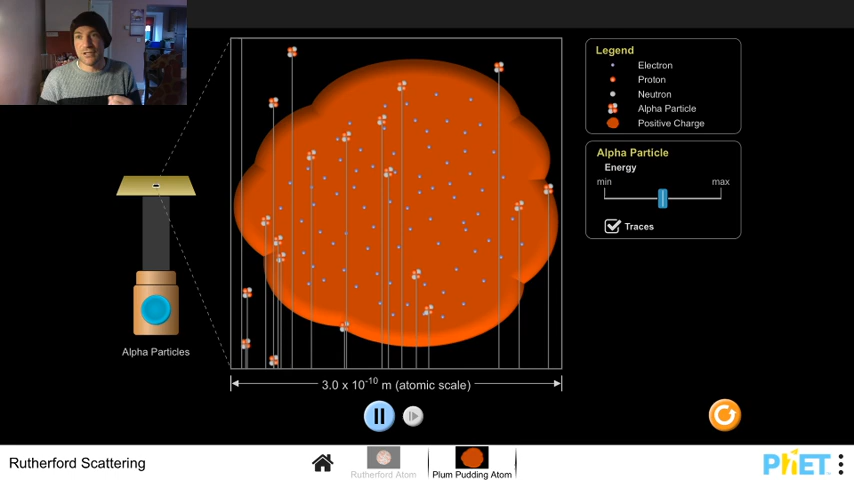 Legend
Electron
Proton
Neutron
Alpha Particle
Positive Charge
Alpha Particle
Energy
min
max
Traces
Alpha Particles
3.0 x 10⁻¹⁰ m (atomic scale)
Rutherford Scattering
Rutherford Atom
Plum Pudding Atom
PhET